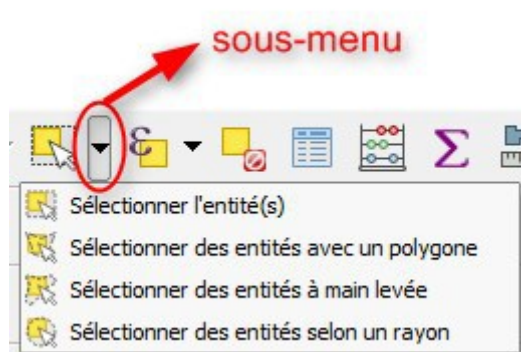 sous-menu
Sélectionner l'entité(s)
Sélectionner des entités avec un polygone
Sélectionner des entités à main levée
Sélectionner des entités selon un rayon